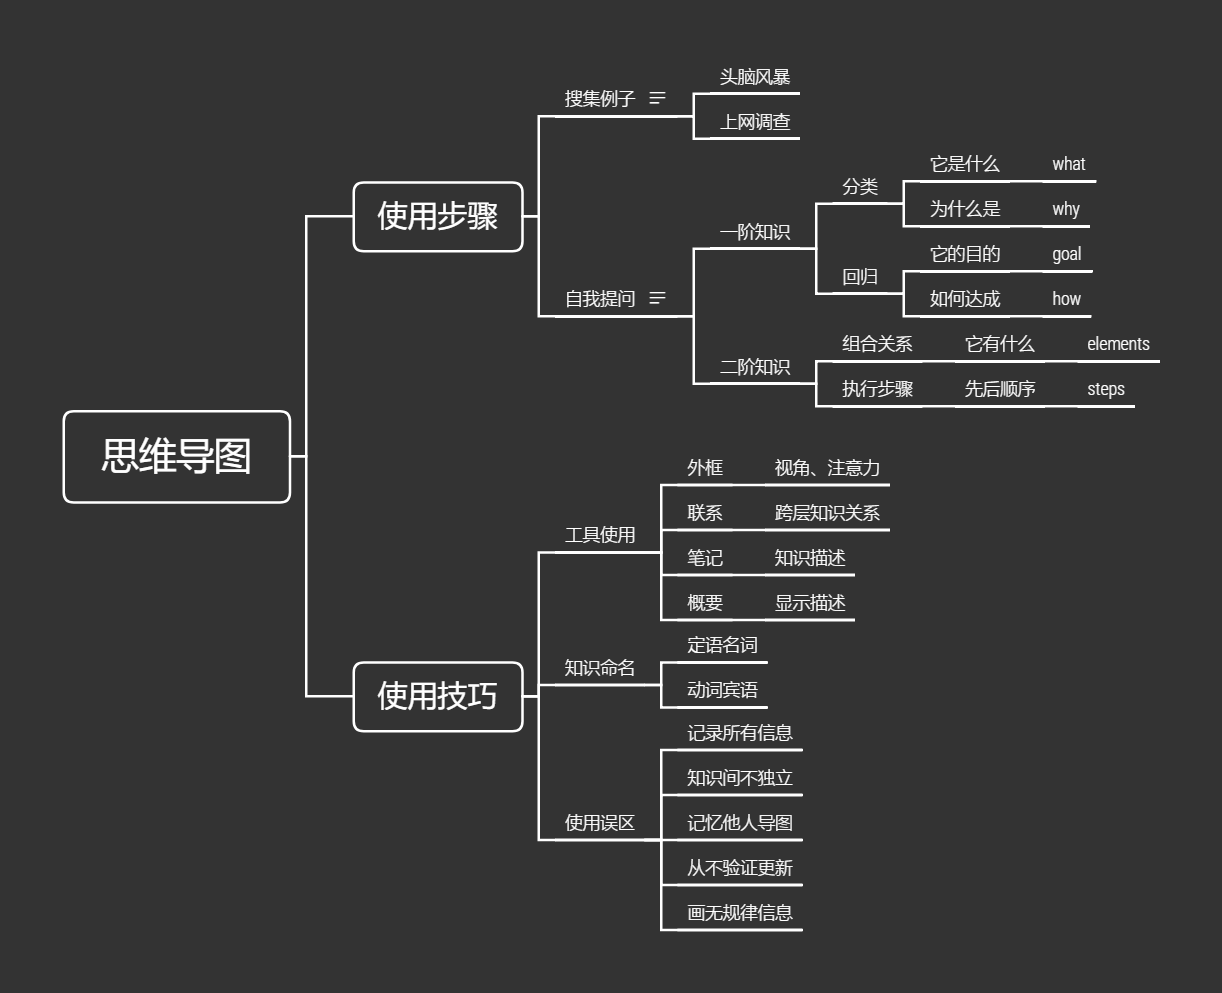 思维导图
使用步骤
搜集例子
头脑风暴
上网调查
自我提问
一阶知识
分类
它是什么 what
为什么是 why
回归
它的目的 goal
如何达成 how
二阶知识
组合关系 它有什么 elements
执行步骤 先后顺序 steps
使用技巧
工具使用
外框 视角、注意力
联系 跨层知识关系
笔记 知识描述
概要 显示描述
知识命名
定语名词
动词宾语
使用误区
记录所有信息
知识间不独立
记忆他人导图
从不验证更新
画无规律信息